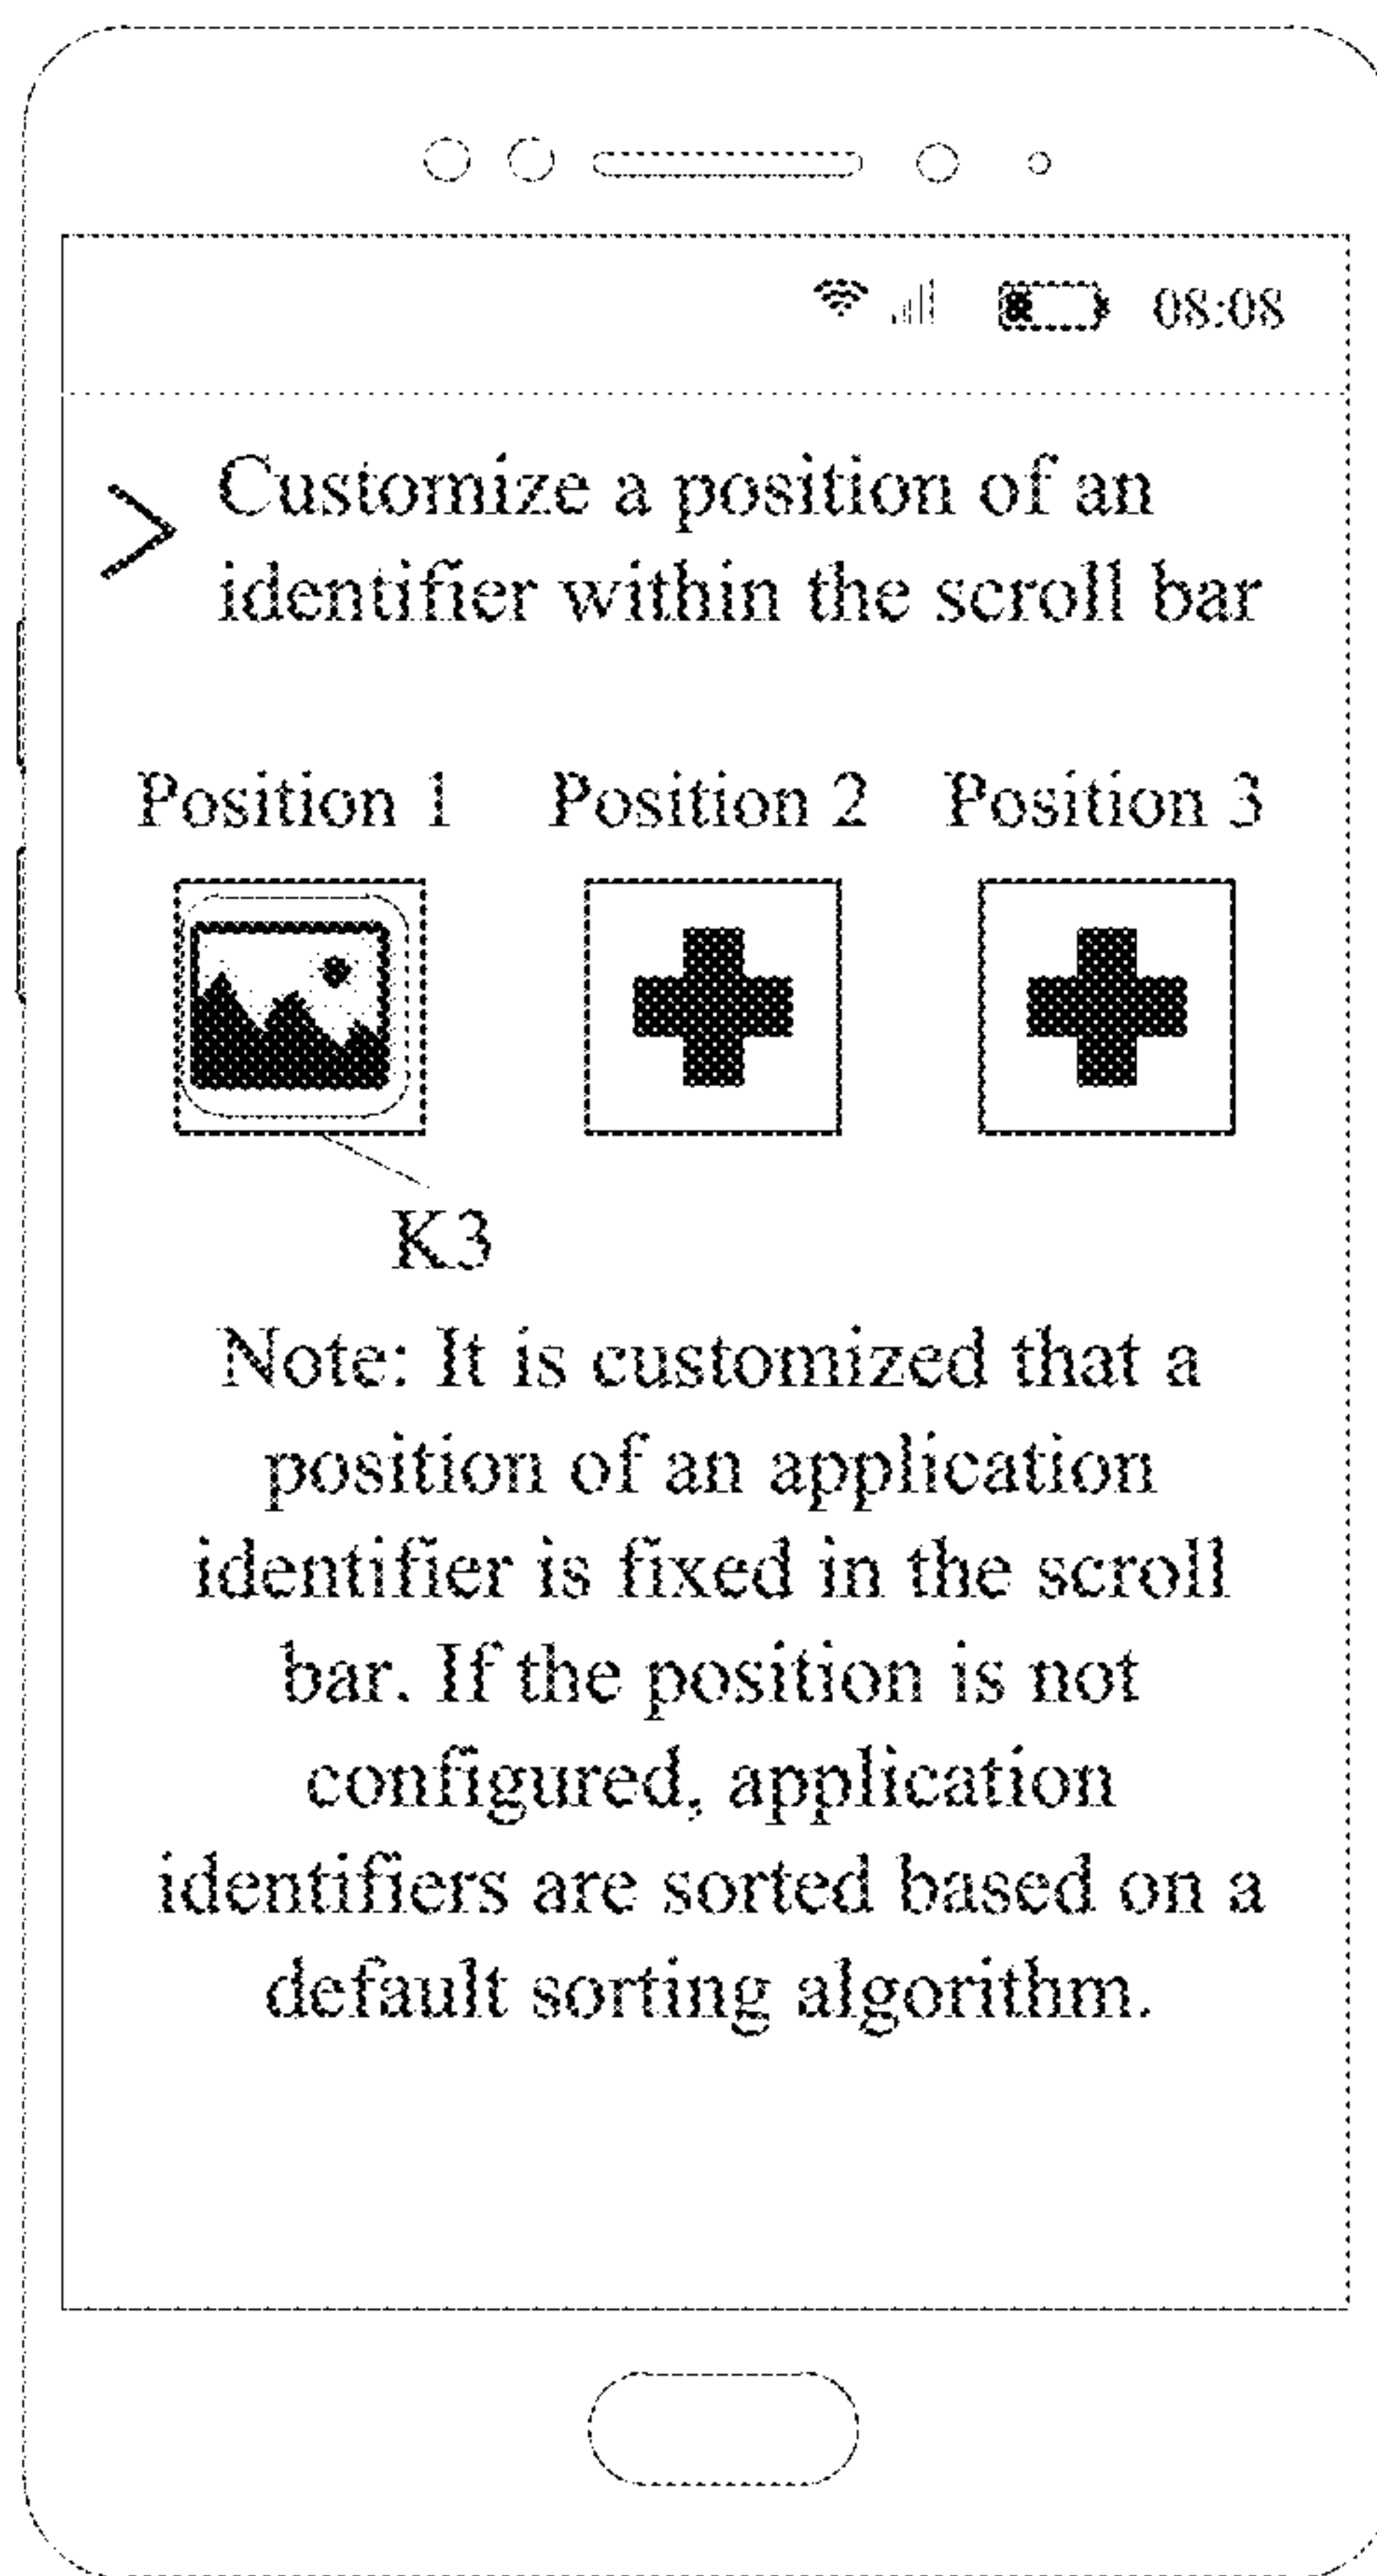 08:08
Customize a position of an
identifier within the scroll bar
Position 1 Position 2 Position 3
K3
Note: It is customized that a
position of an application
identifier is fixed in the scroll
bar. If the position is not
configured, application
identifiers are sorted based on a
default sorting algorithm.